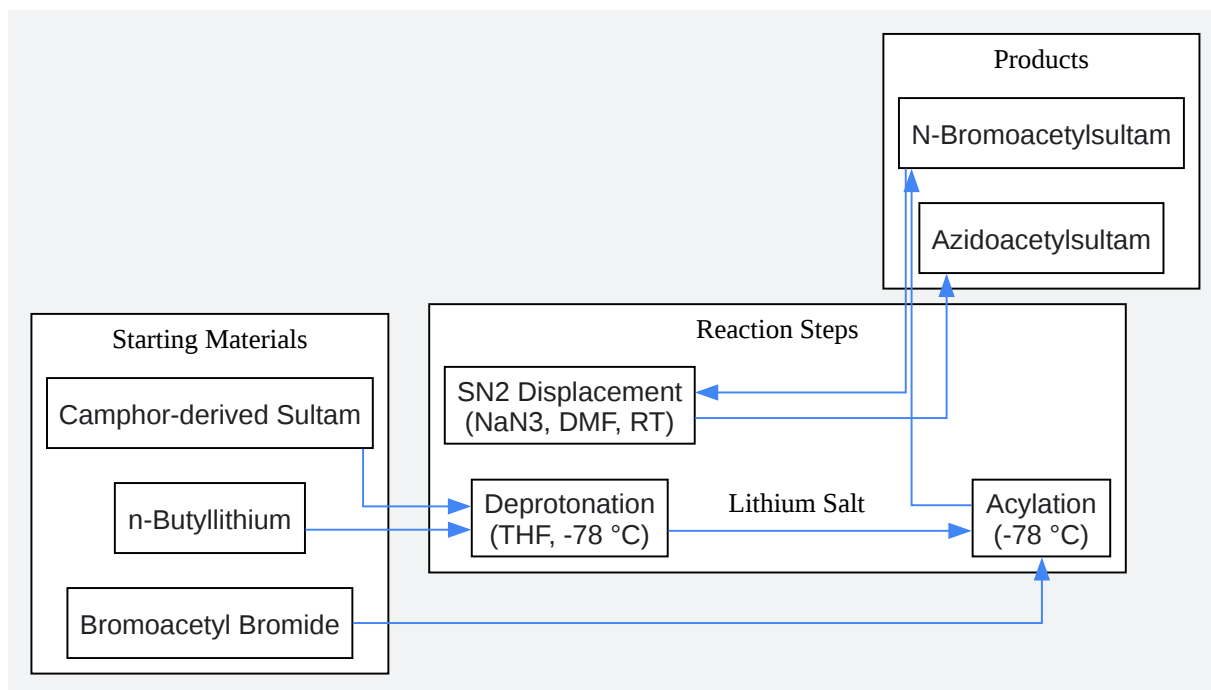 Products
N-Bromoacetylsultam
Azidoacetylsultam
Starting Materials
Camphor-derived Sultam
n-Butyllithium
Bromoacetyl Bromide
Reaction Steps
SN2 Displacement
(NaN3, DMF, RT)
Deprotonation
(THF, -78 °C)
Lithium Salt
Acylation
(-78 °C)